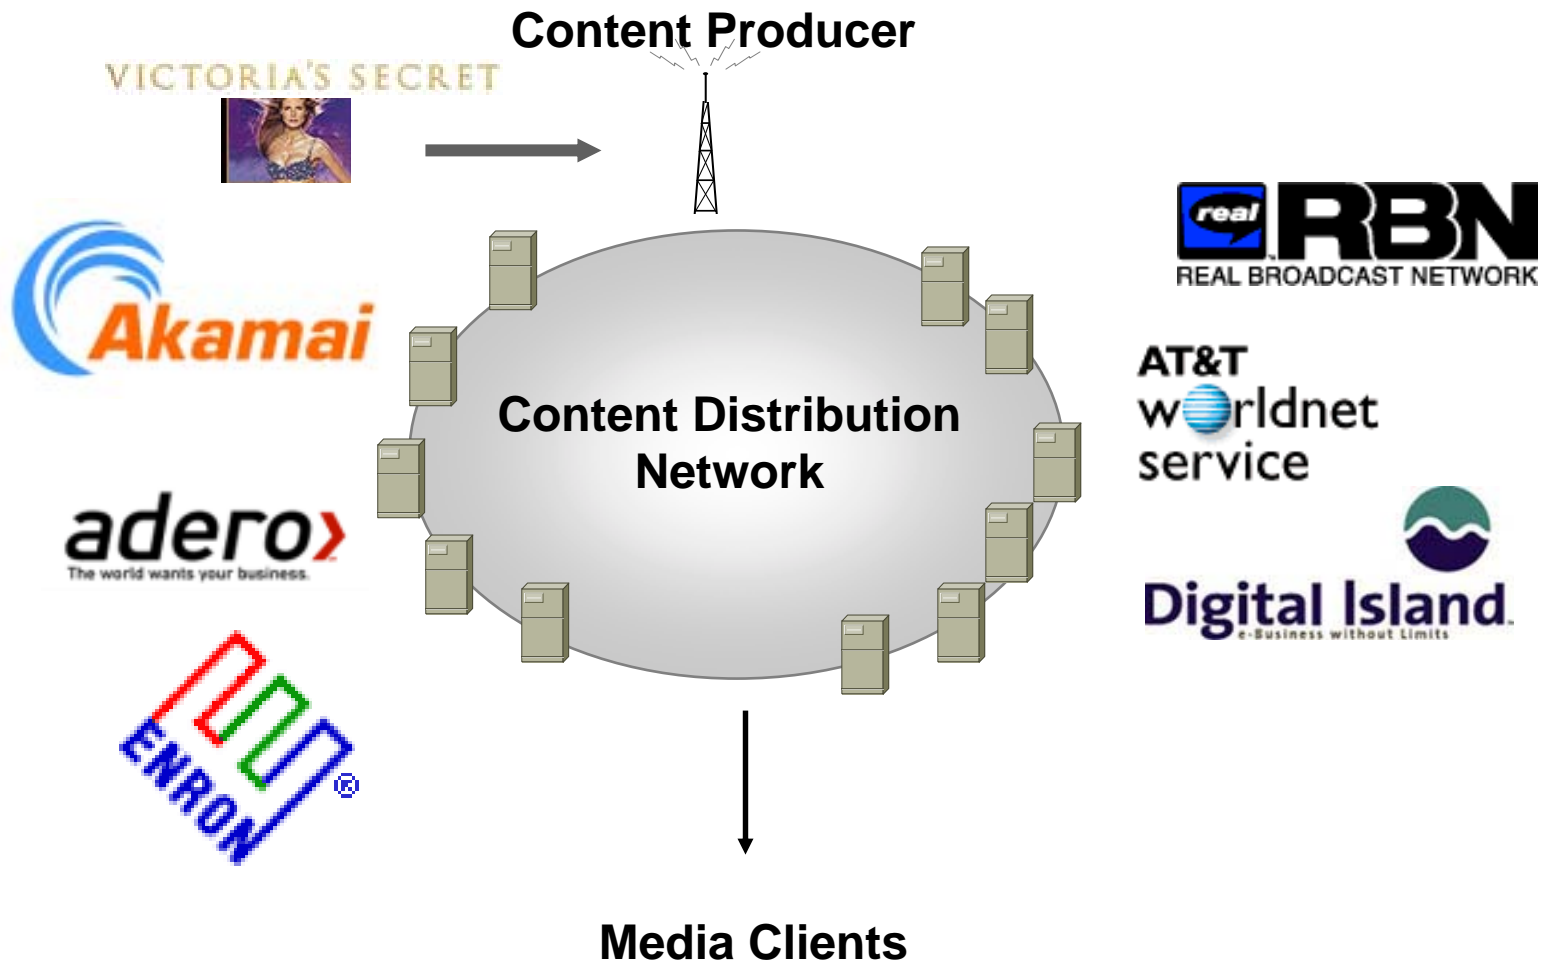 Content Producer
VICTORIA'S SECRET
real
RBN
REAL BROADCAST NETWORK
Akamai
AT&T
worldnet
service
Content Distribution
Network
adero
The world wants your business.
Digital Island
e-Business without Limits
ENRON®
Media Clients